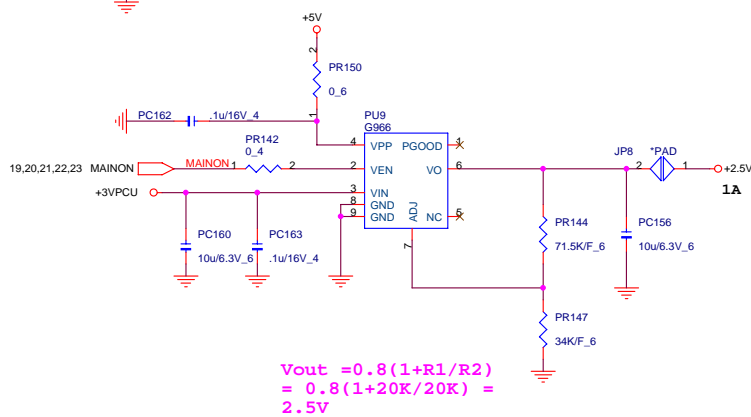 +5V
2
PR150
0_6
1
PC162
.1u/16V_4
PU9
G966
4
VPP
PGOOD
1
PR142
0_4
19,20,21,22,23
MAINON
MAINON
1
2
2
VEN
VO
6
JP8
*PAD
2
1
+2.5V
1A
+3VPCU
3
VIN
8
GND
9
GND
ADJ
NC
5
7
PC160
10u/6.3V_6
PC163
.1u/16V_4
PR144
71.5K/F_6
PC156
10u/6.3V_6
PR147
34K/F_6
Vout =0.8(1+R1/R2)
= 0.8(1+20K/20K) =
2.5V